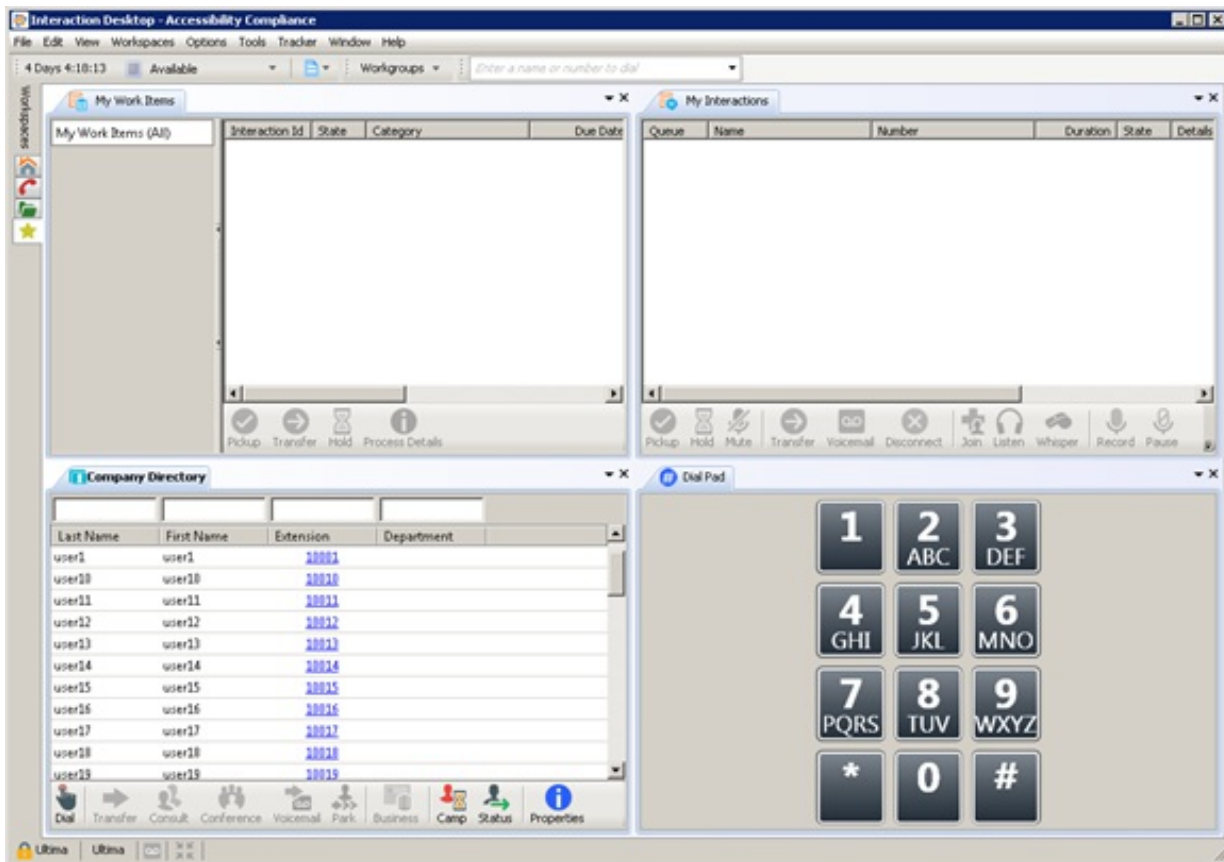 Interaction Desktop - Accessibility Compliance
File Edit View Workspaces Options Tools Tracker Window Help
4 Days 4:18:13 Available Workgroups Enter a name or number to dial
Workspaces
My Work Items
My Work Items (All)
Interaction Id State Category Due Date
Pickup Transfer Hold Process Details
My Interactions
Queue Name Number Duration State Details
Pickup Hold Mute Transfer Voicemail Disconnect Join Listen Whisper Record Pause
Company Directory
Last Name First Name Extension Department
user1 user1 10001
user10 user10 10010
user11 user11 10011
user12 user12 10012
user13 user13 10013
user14 user14 10014
user15 user15 10015
user16 user16 10016
user17 user17 10017
user18 user18 10018
user19 user19 10019
Dial Transfer Consult Conference Voicemail Park Business Camp Status Properties
Dial Pad
1 2 3
ABC DEF
4 5 6
GHI JKL MNO
7 8 9
PQRS TUV WXYZ
* 0 #
Ultima Ultima